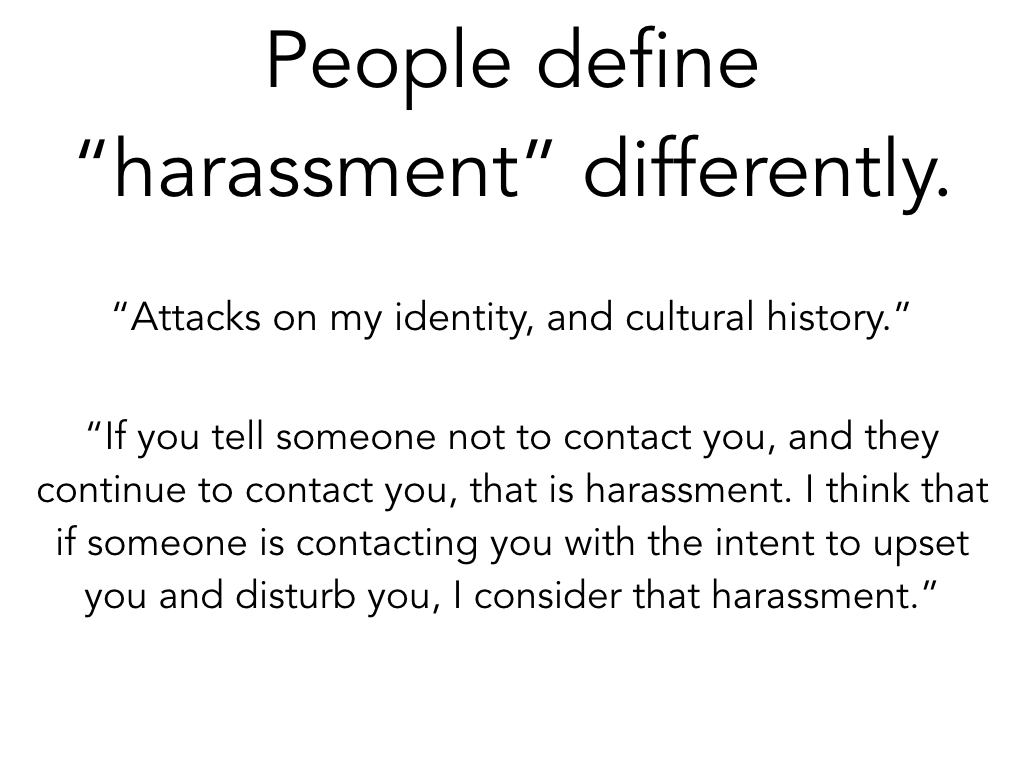 People define
“harassment” differently.
“Attacks on my identity, and cultural history.”
“If you tell someone not to contact you, and they
continue to contact you, that is harassment. I think that
if someone is contacting you with the intent to upset
you and disturb you, I consider that harassment.”